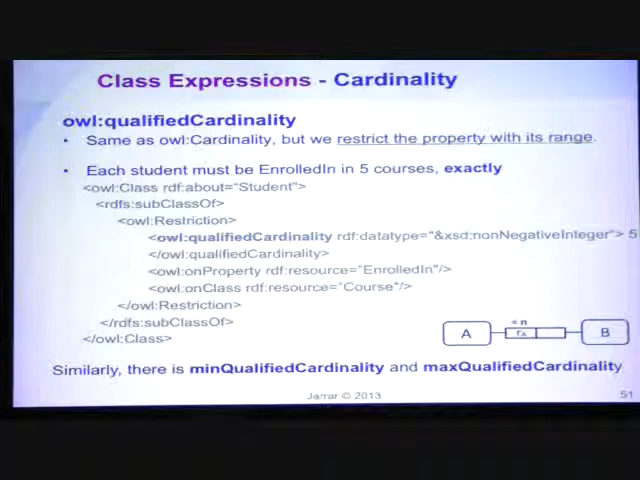 Class Expressions - Cardinality
owl:qualifiedCardinality
• Same as owl:Cardinality, but we restrict the property with its range.
• Each student must be EnrolledIn in 5 courses, exactly
<owl:Class rdf:about="Student">
<rdfs:subClassOf>
<owl:Restriction>
<owl:qualifiedCardinality rdf:datatype="&xsd:nonNegativeInteger"> 5
</owl:qualifiedCardinality>
<owl:onProperty rdf:resource="EnrolledIn"/>
<owl:onClass rdf:resource="Course"/>
</owl:Restriction>
</rdfs:subClassOf>
</owl:Class>
= n
A
B
Similarly, there is minQualifiedCardinality and maxQualifiedCardinality
Jarrar © 2013
51